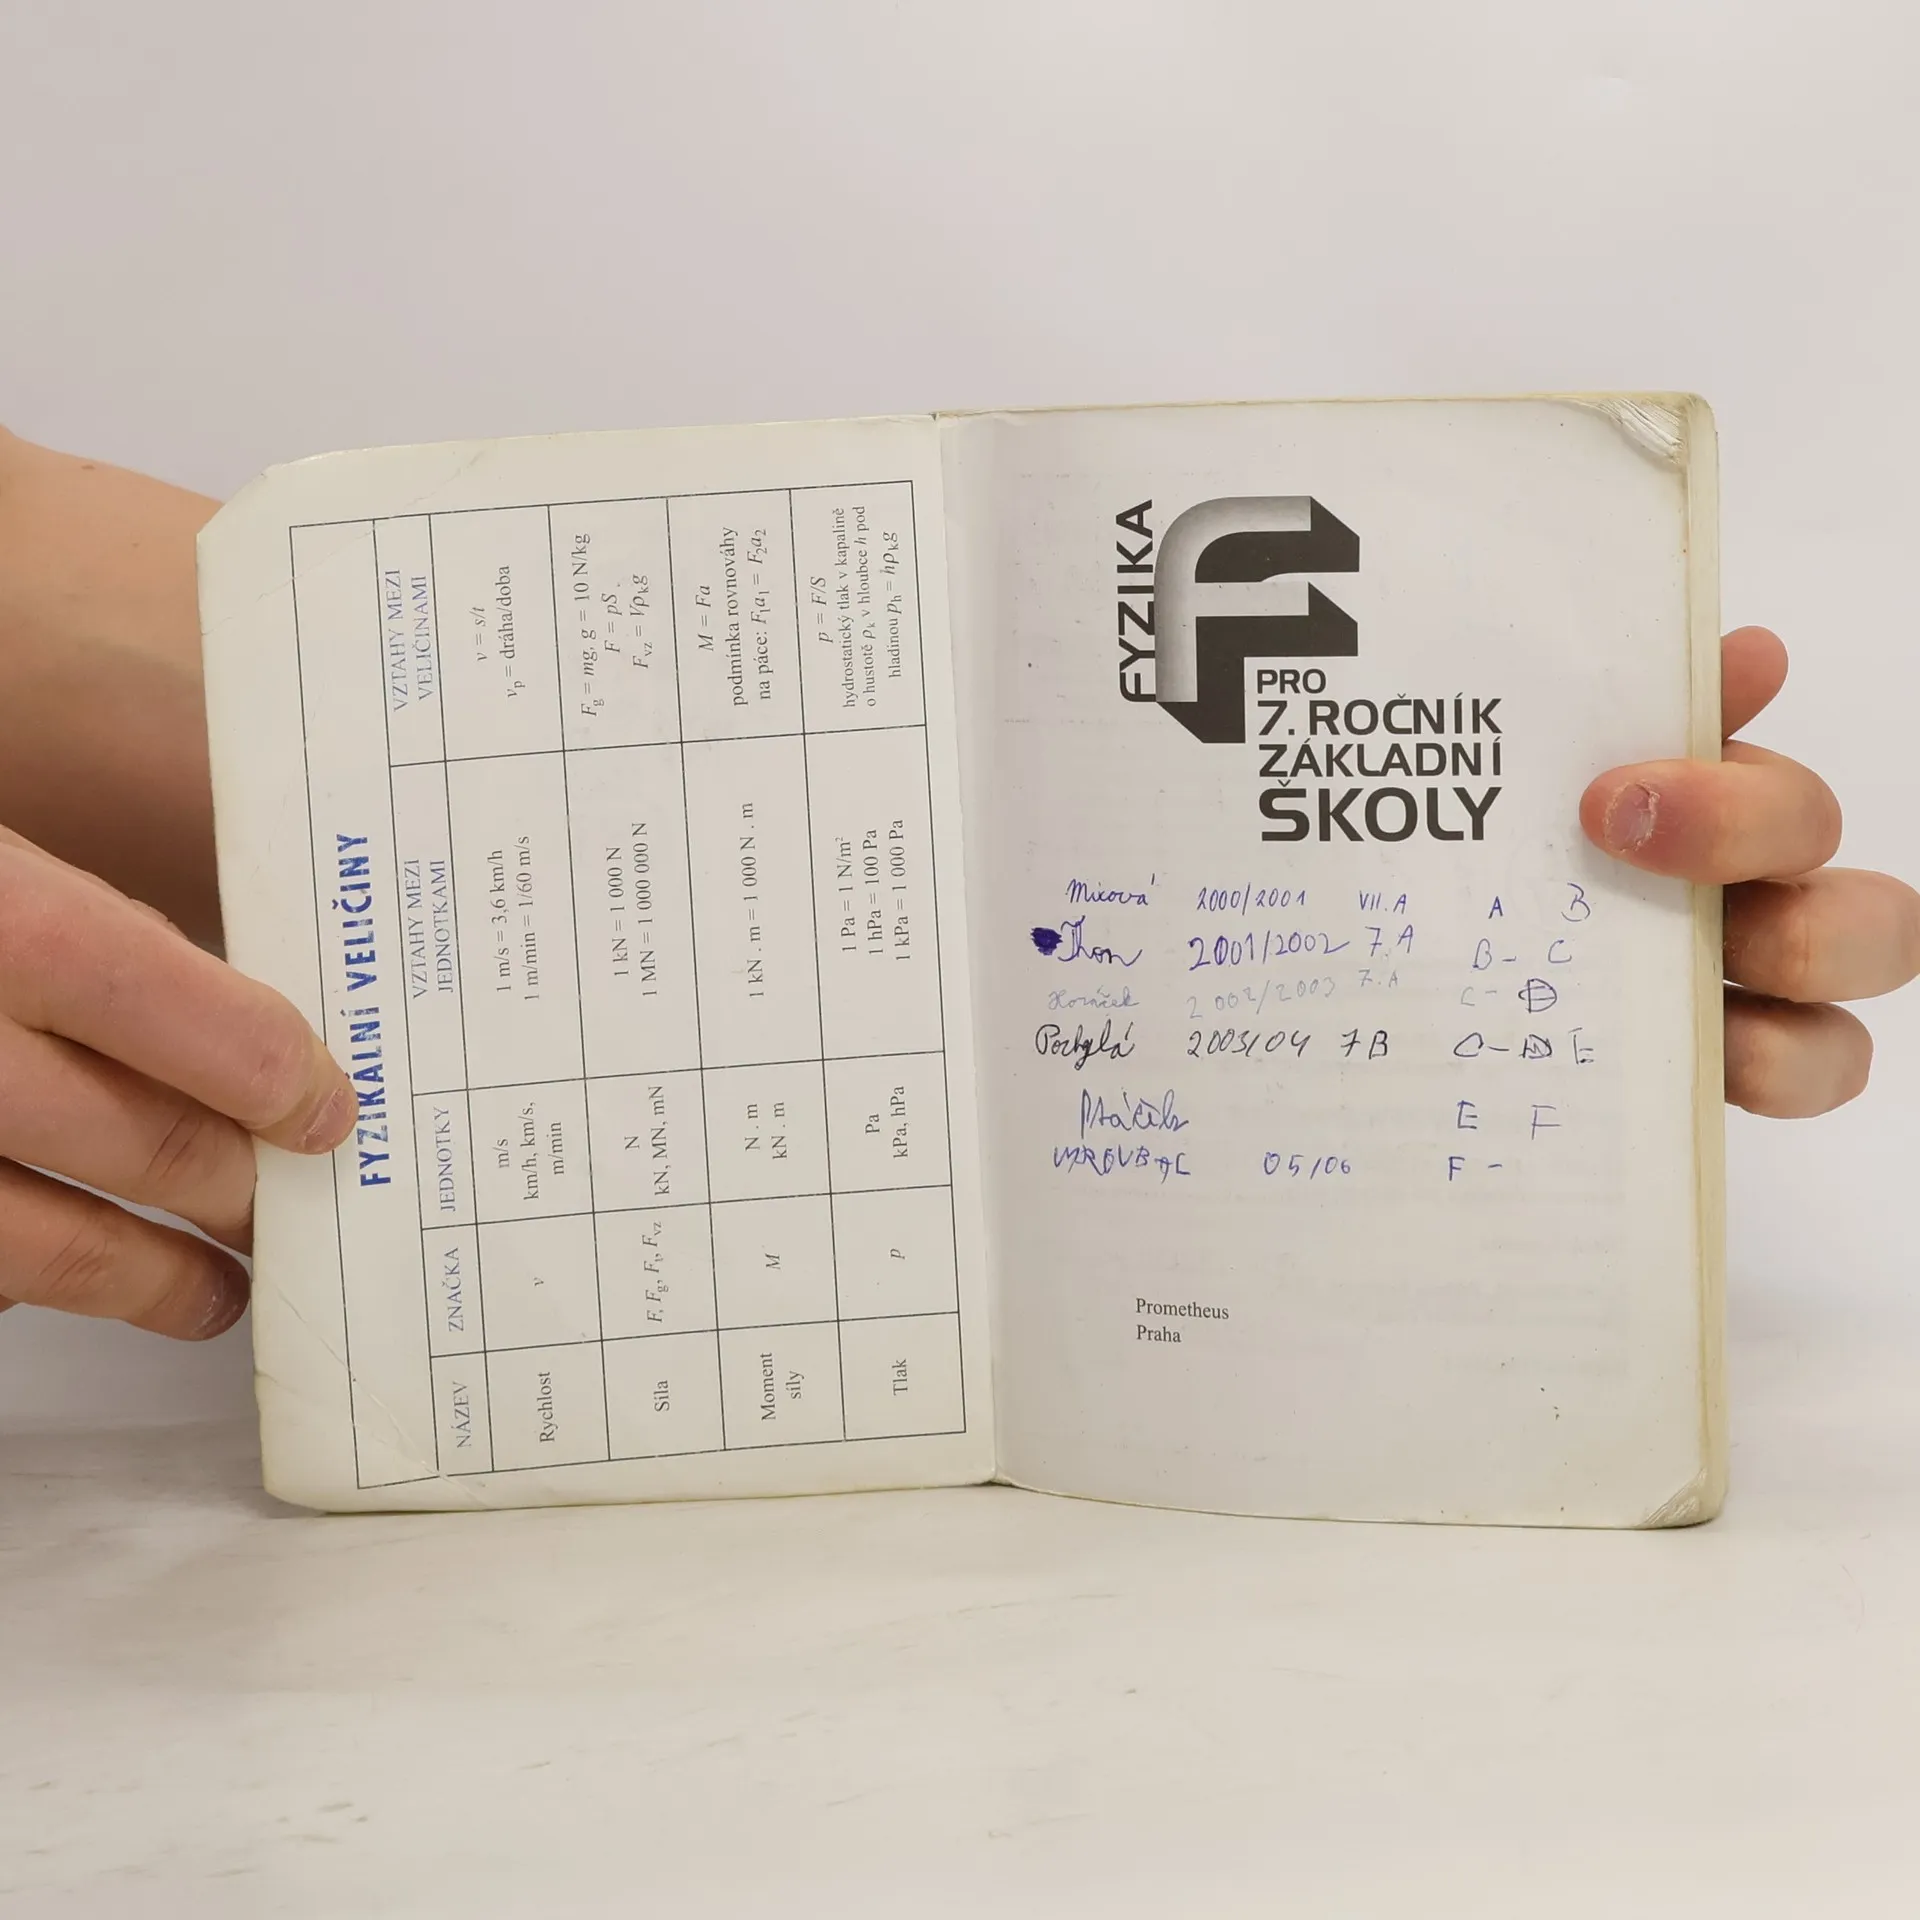 FYZIKÁLNÍ VELIČINY
NÁZEV ZNAČKA JEDNOTKY VZTAHY MEZI JEDNOTKAMI VZTAHY MEZI VELIČINAMI
Rychlost
v
m/s
km/h, km/s,
m/min
1 m/s = 3,6 km/h
1 m/min = 1/60 m/s
v = s/t
vp = dráha/doba
Síla
F, Fg, Ft, Fvz
N
kN, MN, mN
1 kN = 1 000 N
1 MN = 1 000 000 N
Fg = mg, g = 10 N/kg
F = pS
Fvz = Vρkg
Moment
síly
M
N . m
kN . m
1 kN . m = 1 000 N . m
M = Fa
podmínka rovnováhy
na páce: F1a1 = F2a2
Tlak
p
Pa
kPa, hPa
1 Pa = 1 N/m²
1 hPa = 100 Pa
1 kPa = 1 000 Pa
p = F/S
hydrostatický tlak v kapalině
o hustotě ρk v hloubce h pod
hladinou ph = hρkg
FYZIKA
F
PRO
7. ROČNÍK
ZÁKLADNÍ
ŠKOLY
Mixová 2000/2001 VII.A A B
Thon 2001/2002 7.A B - C
2002/2003 7.A C - D
Pochylá 2003/04 7B C - D E
Ptáček E F
05/06 F -
Prometheus
Praha